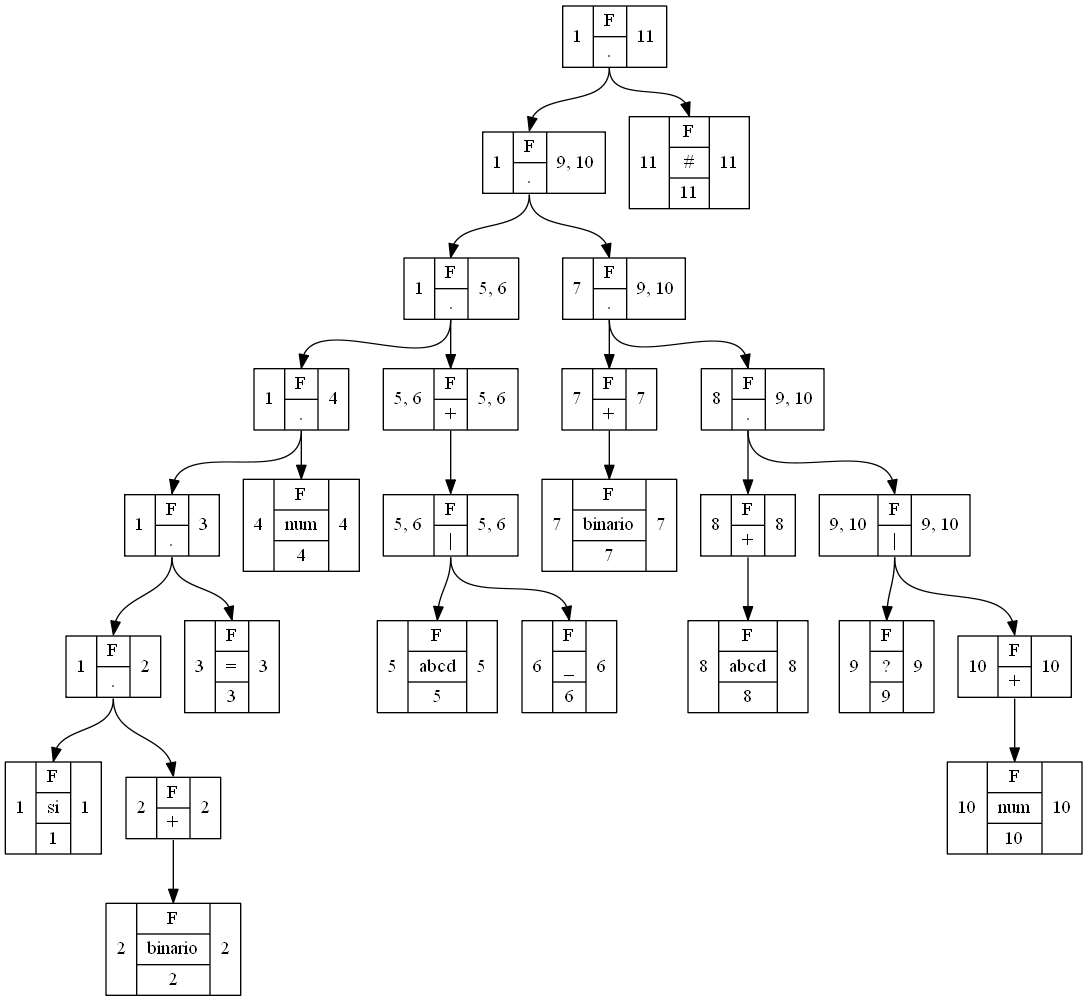 F
1 11
.
F
1 9, 10
.
F
11 # 11
11
F
1 5, 6
.
F
7 9, 10
.
F
1 4
.
F
5, 6 5, 6
+
F
7 7
+
F
8 9, 10
.
F
1 3
.
F
4 num 4
4
F
5, 6 5, 6
|
F
7 binario 7
7
F
8 8
+
F
9, 10 9, 10
|
F
1 2
.
F
3 = 3
3
F
5 abcd 5
5
F
6 _ 6
6
F
8 abcd 8
8
F
9 ? 9
9
F
10 10
+
F
1 si 1
1
F
2 2
+
F
10 num 10
10
F
2 binario 2
2